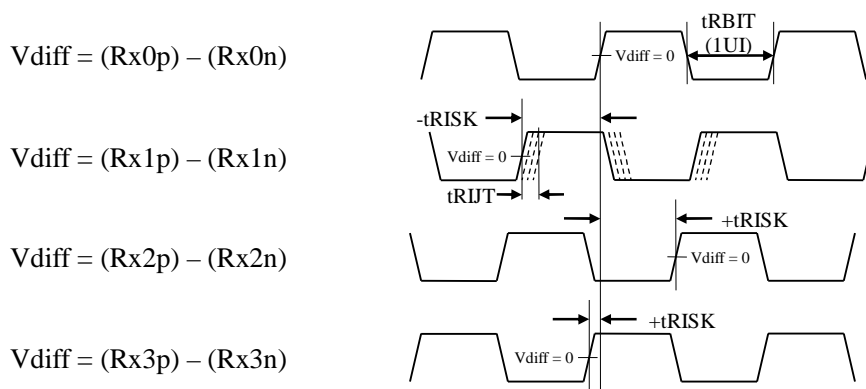 tRBIT
(1UI)
Vdiff = (Rx0p) – (Rx0n)
Vdiff = 0
-tRISK
Vdiff = (Rx1p) – (Rx1n)
Vdiff = 0
tRIJT
+tRISK
Vdiff = (Rx2p) – (Rx2n)
Vdiff = 0
+tRISK
Vdiff = (Rx3p) – (Rx3n)
Vdiff = 0